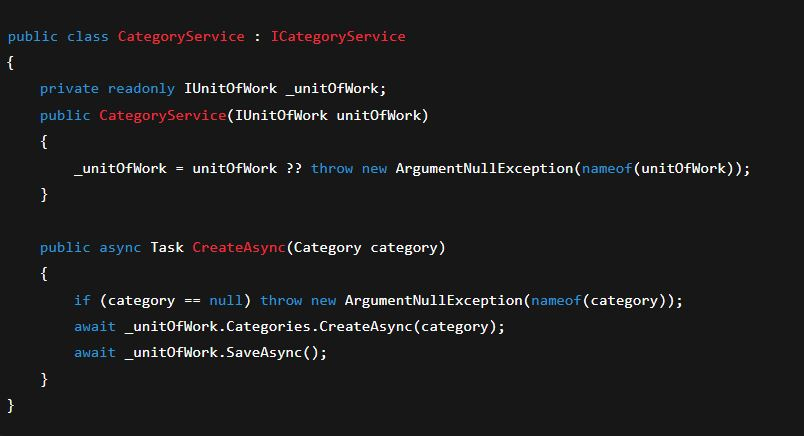 public class CategoryService : ICategoryService
{
private readonly IUnitOfWork _unitOfWork;
public CategoryService(IUnitOfWork unitOfWork)
{
_unitOfWork = unitOfWork ?? throw new ArgumentNullException(nameof(unitOfWork));
}
public async Task CreateAsync(Category category)
{
if (category == null) throw new ArgumentNullException(nameof(category));
await _unitOfWork.Categories.CreateAsync(category);
await _unitOfWork.SaveAsync();
}
}